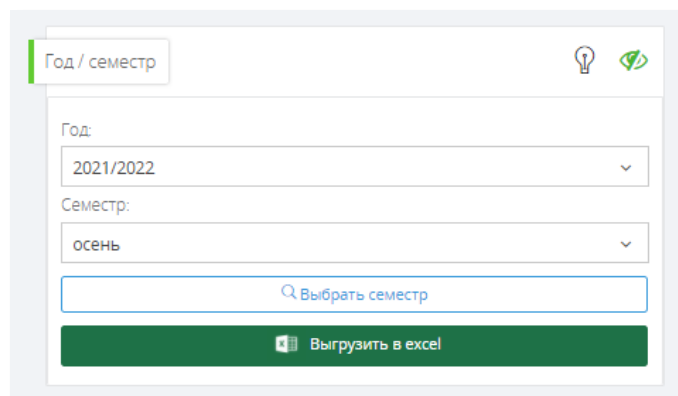 Год / семестр
Год:
2021/2022
Семестр:
осень
Выбрать семестр
Выгрузить в excel